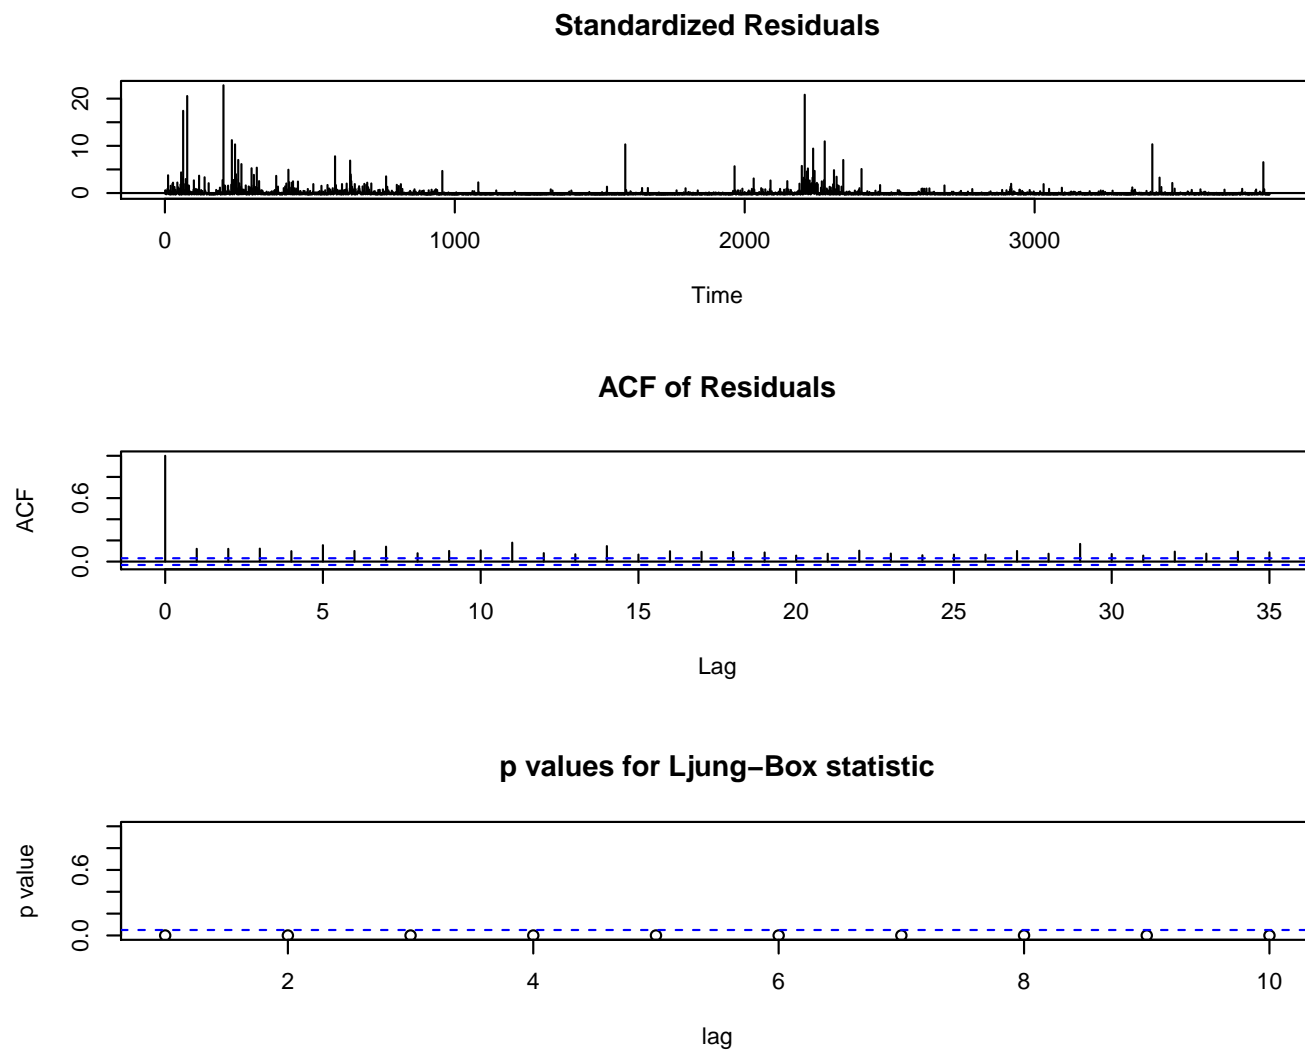 Standardized Residuals
20
10
0
0 1000 2000 3000
Time
ACF of Residuals
ACF
0.6
0.0
0 5 10 15 20 25 30 35
Lag
p values for Ljung−Box statistic
p value
0.6
0.0
2 4 6 8 10
lag